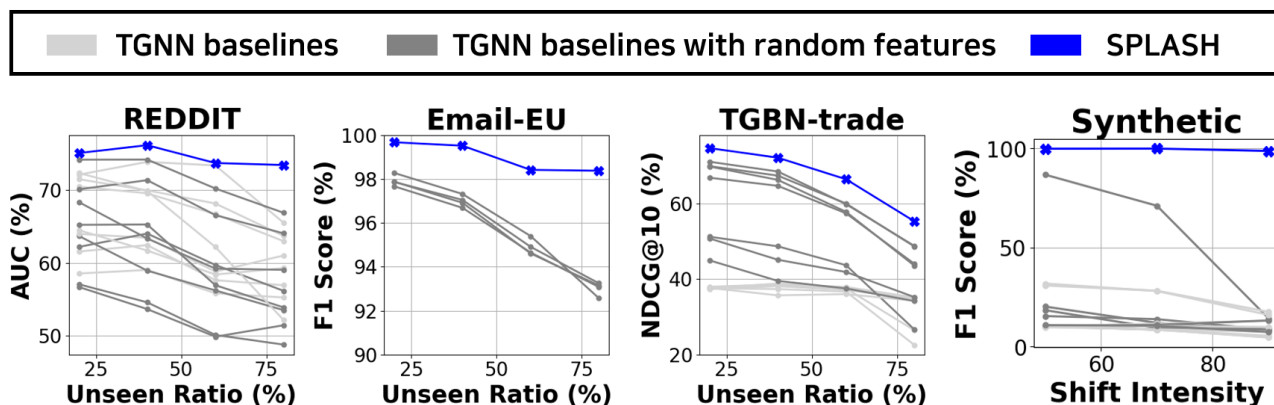 TGNN baselines TGNN baselines with random features SPLASH
REDDIT
AUC (%)
70
60
50
25 50 75
Unseen Ratio (%)
Email-EU
F1 Score (%)
100
98
96
94
92
90
25 50 75
Unseen Ratio (%)
TGBN-trade
NDCG@10 (%)
60
40
20
25 50 75
Unseen Ratio (%)
Synthetic
F1 Score (%)
100
50
0
60 80
Shift Intensity